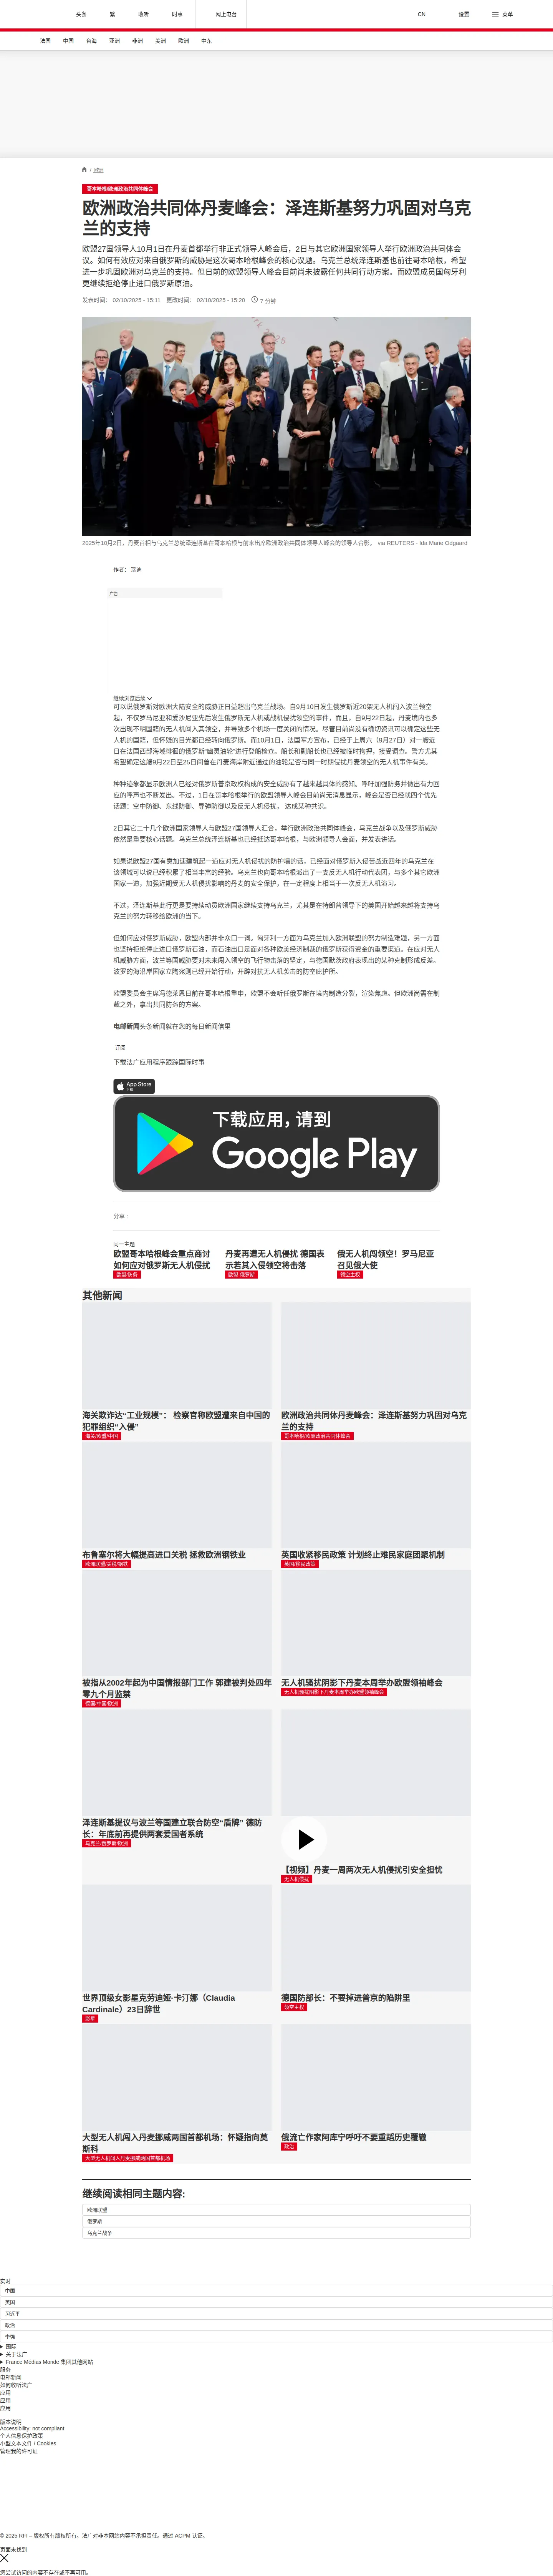 头条
繁
收听
时事
网上电台
CN
设置
菜单
法国
中国
台海
亚洲
非洲
美洲
欧洲
中东
/ 欧洲
哥本哈根/欧洲政治共同体峰会
欧洲政治共同体丹麦峰会：泽连斯基努力巩固对乌克
兰的支持
欧盟27国领导人10月1日在丹麦首都举行非正式领导人峰会后，2日与其它欧洲国家领导人举行欧洲政治共同体会
议。如何有效应对来自俄罗斯的威胁是这次哥本哈根峰会的核心议题。乌克兰总统泽连斯基也前往哥本哈根，希望
进一步巩固欧洲对乌克兰的支持。但日前的欧盟领导人峰会目前尚未披露任何共同行动方案。而欧盟成员国匈牙利
更继续拒绝停止进口俄罗斯原油。
发表时间： 02/10/2025 - 15:11 更改时间： 02/10/2025 - 15:20 7 分钟
2025年10月2日，丹麦首相与乌克兰总统泽连斯基在哥本哈根与前来出席欧洲政治共同体领导人峰会的领导人合影。 via REUTERS - Ida Marie Odgaard
作者： 瑞迪
广告
继续浏览后续
可以说俄罗斯对欧洲大陆安全的威胁正日益超出乌克兰战场。自9月10日发生俄罗斯近20架无人机闯入波兰领空
起，不仅罗马尼亚和爱沙尼亚先后发生俄罗斯无人机或战机侵扰领空的事件，而且，自9月22日起，丹麦境内也多
次出现不明国籍的无人机闯入其领空，并导致多个机场一度关闭的情况。尽管目前尚没有确切资讯可以确定这些无
人机的国籍，但怀疑的目光都已经转向俄罗斯。而10月1日，法国军方宣布，已经于上周六（9月27日）对一艘近
日在法国西部海域徘徊的俄罗斯“幽灵油轮”进行登船检查。船长和副船长也已经被临时拘押，接受调查。警方尤其
希望确定这艘9月22日至25日间曾在丹麦海岸附近通过的油轮是否与同一时期侵扰丹麦领空的无人机事件有关。
种种迹象都显示欧洲人已经对俄罗斯普京政权构成的安全威胁有了越来越具体的感知。呼吁加强防务并做出有力回
应的呼声也不断发出。不过，1日在哥本哈根举行的欧盟领导人峰会目前尚无消息显示，峰会是否已经就四个优先
话题：空中防御、东线防御、导弹防御以及反无人机侵扰， 达成某种共识。
2日其它二十几个欧洲国家领导人与欧盟27国领导人汇合，举行欧洲政治共同体峰会，乌克兰战争以及俄罗斯威胁
依然是重要的核心话题。乌克兰总统泽连斯基也已经抵达哥本哈根，与欧洲领导人会面，并发表讲话。
如果说欧盟27国有意加速建筑起一道应对无人机侵扰的防护墙的话，已经面对俄罗斯入侵苦战近四年的乌克兰在
该领域可以说已经积累了相当丰富的经验。乌克兰也向哥本哈根派出了一支反无人机行动代表团，与多个其它欧洲
国家一道，加强近期受无人机侵扰影响的丹麦的安全保护，在一定程度上相当于一次反无人机演习。
不过，泽连斯基此行更是要持续动员欧洲国家继续支持乌克兰，尤其是在特朗普领导下的美国开始越来越将支持乌
克兰的努力转移给欧洲的当下。
但如何应对俄罗斯威胁，欧盟内部并非众口一词。匈牙利一方面为乌克兰加入欧洲联盟的努力制造难题，另一方面
也坚持拒绝停止进口俄罗斯石油，而石油出口是面对各种欧美经济制裁的俄罗斯获得资金的重要渠道。在应对无人
机威胁方面，波兰等国威胁要对未来闯入领空的飞行物击落的坚定，与德国默茨政府表现出的某种克制形成反差。
波罗的海沿岸国家立陶宛则已经开始行动，开辟对抗无人机袭击的防空庇护所。
欧盟委员会主席冯德莱恩日前在哥本哈根重申，欧盟不会听任俄罗斯在境内制造分裂，渲染焦虑。但欧洲尚需在制
裁之外，拿出共同防务的方案。
电邮新闻头条新闻就在您的每日新闻信里
订阅
下载法广应用程序跟踪国际时事
App Store
下载
下载应用，请到
Google Play
分享 :
同一主题
欧盟哥本哈根峰会重点商讨
如何应对俄罗斯无人机侵扰
欧盟/防务
丹麦再遭无人机侵扰 德国表
示若其入侵领空将击落
欧盟·俄罗斯
俄无人机闯领空！罗马尼亚
召见俄大使
领空主权
其他新闻
海关欺诈达“工业规模”： 检察官称欧盟遭来自中国的
犯罪组织“入侵”
海关/欧盟/中国
欧洲政治共同体丹麦峰会：泽连斯基努力巩固对乌克
兰的支持
哥本哈根/欧洲政治共同体峰会
布鲁塞尔将大幅提高进口关税 拯救欧洲钢铁业
欧洲联盟/关税/钢铁
英国收紧移民政策 计划终止难民家庭团聚机制
英国/移民政策
被指从2002年起为中国情报部门工作 郭建被判处四年
零九个月监禁
德国/中国/欧洲
无人机骚扰阴影下丹麦本周举办欧盟领袖峰会
无人机骚扰阴影下丹麦本周举办欧盟领袖峰会
泽连斯基提议与波兰等国建立联合防空“盾牌” 德防
长：年底前再提供两套爱国者系统
乌克兰/俄罗斯/欧洲
【视频】丹麦一周两次无人机侵扰引安全担忧
无人机侵扰
世界顶级女影星克劳迪娅·卡汀娜（Claudia
Cardinale）23日辞世
影星
德国防部长：不要掉进普京的陷阱里
领空主权
大型无人机闯入丹麦挪威两国首都机场：怀疑指向莫
斯科
大型无人机闯入丹麦挪威两国首都机场
俄流亡作家阿库宁呼吁不要重蹈历史覆辙
政治
继续阅读相同主题内容:
欧洲联盟
俄罗斯
乌克兰战争
实时
中国
美国
习近平
政治
李强
国际
关于法广
France Médias Monde 集团其他网站
服务
电邮新闻
如何收听法广
应用
应用
应用
版本说明
Accessibility: not compliant
个人信息保护政策
小型文本文件 / Cookies
管理我的许可证
© 2025 RFI – 版权所有版权所有。法广对非本网站内容不承担责任。通过 ACPM 认证。
页面未找到
您尝试访问的内容不存在或不再可用。